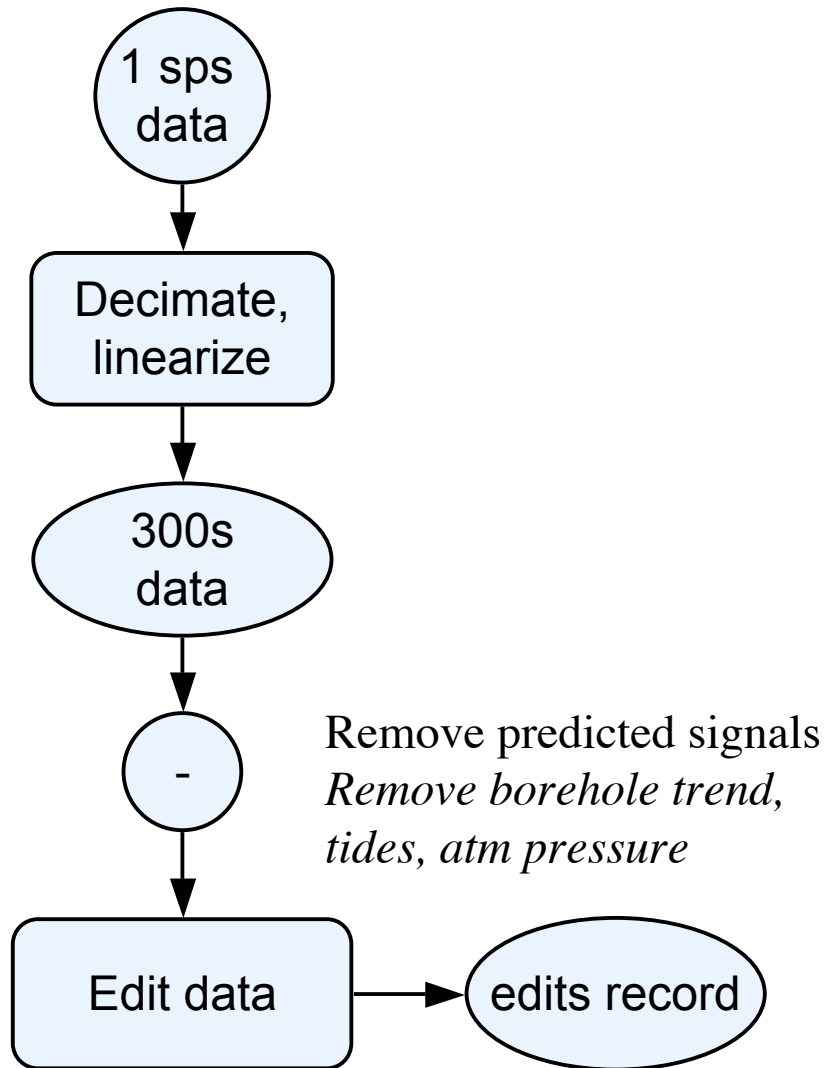 1 sps
data
Decimate,
linearize
300s
data
-
Remove predicted signals
Remove borehole trend,
tides, atm pressure
Edit data
edits record